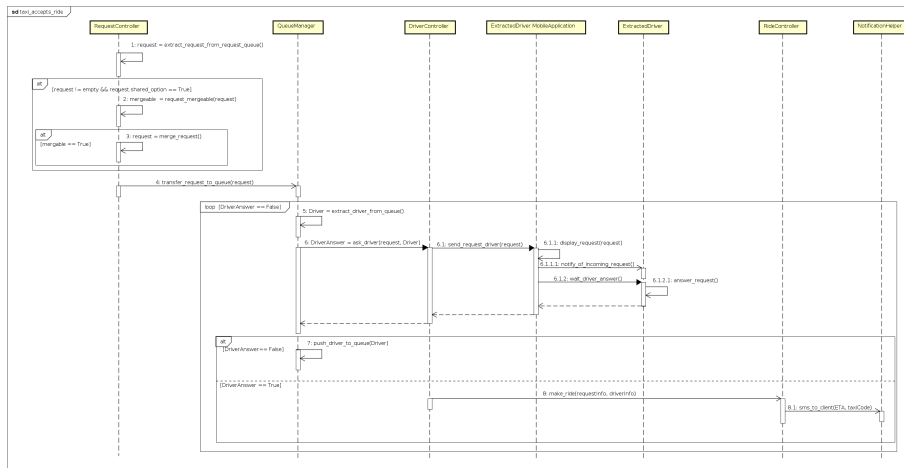 sd taxi_accepts_ride
RequestController
QueueManager
DriverController
ExtractedDriver.MobileApplication
ExtractedDriver
RideController
NotificationHelper
1: request = extract_request_from_request_queue()
alt
[request != empty && request.shared_option == True]
2: mergeable = request_mergeable(request)
alt
[mergable == True]
3: request = merge_request()
4: transfer_request_to_queue(request)
loop [DriverAnswer == False]
5: Driver = extract_driver_from_queue()
6: DriverAnswer = ask_driver(request, Driver)
6.1: send_request_driver(request)
6.1.1: display_request(request)
6.1.1.1: notify_of_incoming_request()
6.1.2: wait_driver_answer()
6.1.2.1: answer_request()
alt
[DriverAnswer== False]
7: push_driver_to_queue(Driver)
[DriverAnswer == True]
8: make_ride(requestInfo, driverInfo)
8.1: sms_to_client(ETA, taxiCode)